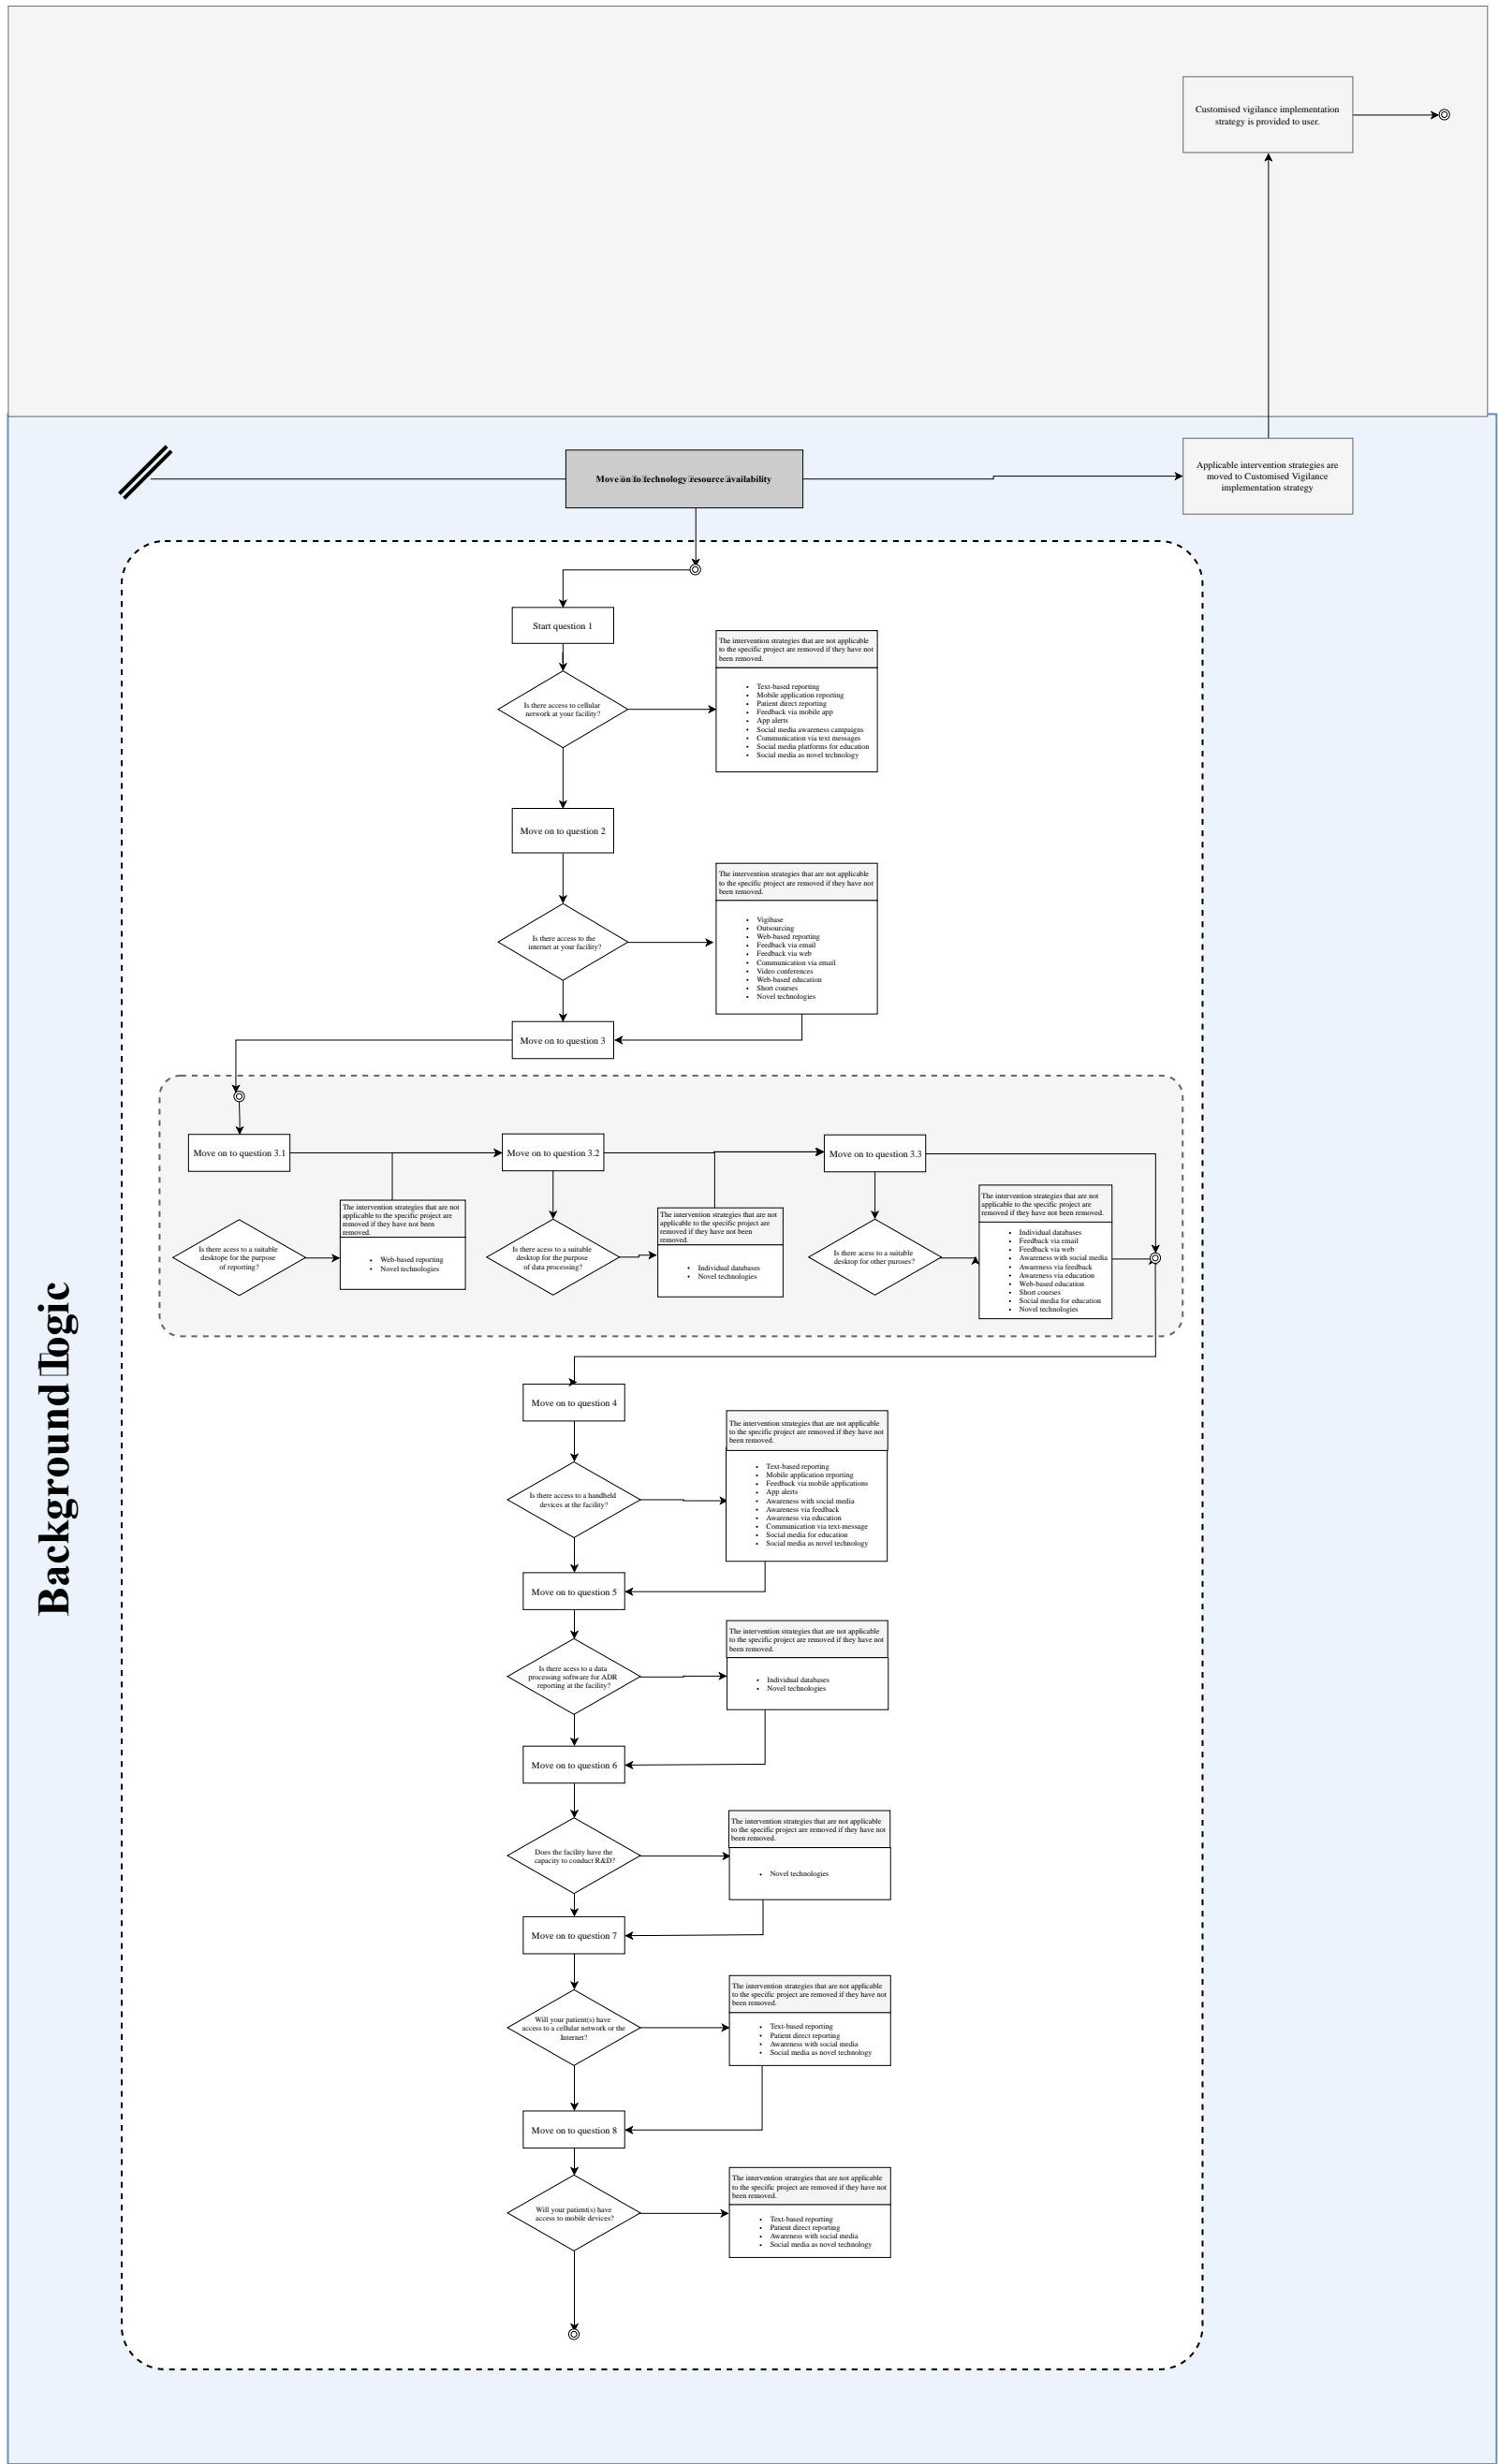 Customised vigilance implementation
strategy is provided to user.
Move on to technology resource availability
Applicable intervention strategies are
moved to Customised Vigilance
implementation strategy
Background logic
Start question 1
Is there access to cellular
network at your facility?
The intervention strategies that are not applicable
to the specific project are removed if they have not
been removed.
• Text-based reporting
• Mobile application reporting
• Patient direct reporting
• Feedback via mobile app
• App alerts
• Social media awareness campaigns
• Communication via text messages
• Social media platforms for education
• Social media as novel technology
Move on to question 2
Is there access to the
internet at your facility?
The intervention strategies that are not applicable
to the specific project are removed if they have not
been removed.
• Vigibase
• Outsourcing
• Web-based reporting
• Feedback via email
• Feedback via web
• Communication via email
• Video conferences
• Web-based education
• Short courses
• Novel technologies
Move on to question 3
Move on to question 3.1
Is there acess to a suitable
desktope for the purpose
of reporting?
The intervention strategies that are not
applicable to the specific project are
removed if they have not been
removed.
• Web-based reporting
• Novel technologies
Move on to question 3.2
Is there acess to a suitable
desktop for the purpose
of data processing?
The intervention strategies that are not
applicable to the specific project are
removed if they have not been
removed.
• Individual databases
• Novel technologies
Move on to question 3.3
Is there acess to a suitable
desktop for other puroses?
The intervention strategies that are not
applicable to the specific project are
removed if they have not been removed.
• Individual databases
• Feedback via email
• Feedback via web
• Awareness with social media
• Awareness via feedback
• Awareness via education
• Web-based education
• Short courses
• Social media for education
• Novel technologies
Move on to question 4
Is there access to a handheld
devices at the facility?
The intervention strategies that are not applicable
to the specific project are removed if they have not
been removed.
• Text-based reporting
• Mobile application reporting
• Feedback via mobile applications
• App alerts
• Awareness with social media
• Awareness via feedback
• Awareness via education
• Communication via text-message
• Social media for education
• Social media as novel technology
Move on to question 5
Is there acess to a data
processing software for ADR
reporting at the facility?
The intervention strategies that are not applicable
to the specific project are removed if they have not
been removed.
• Individual databases
• Novel technologies
Move on to question 6
Does the facility have the
capacity to conduct R&D?
The intervention strategies that are not applicable
to the specific project are removed if they have not
been removed.
• Novel technologies
Move on to question 7
Will your patient(s) have
access to a cellular network or the
Internet?
The intervention strategies that are not applicable
to the specific project are removed if they have not
been removed.
• Text-based reporting
• Patient direct reporting
• Awareness with social media
• Social media as novel technology
Move on to question 8
Will your patient(s) have
access to mobile devices?
The intervention strategies that are not applicable
to the specific project are removed if they have not
been removed.
• Text-based reporting
• Patient direct reporting
• Awareness with social media
• Social media as novel technology